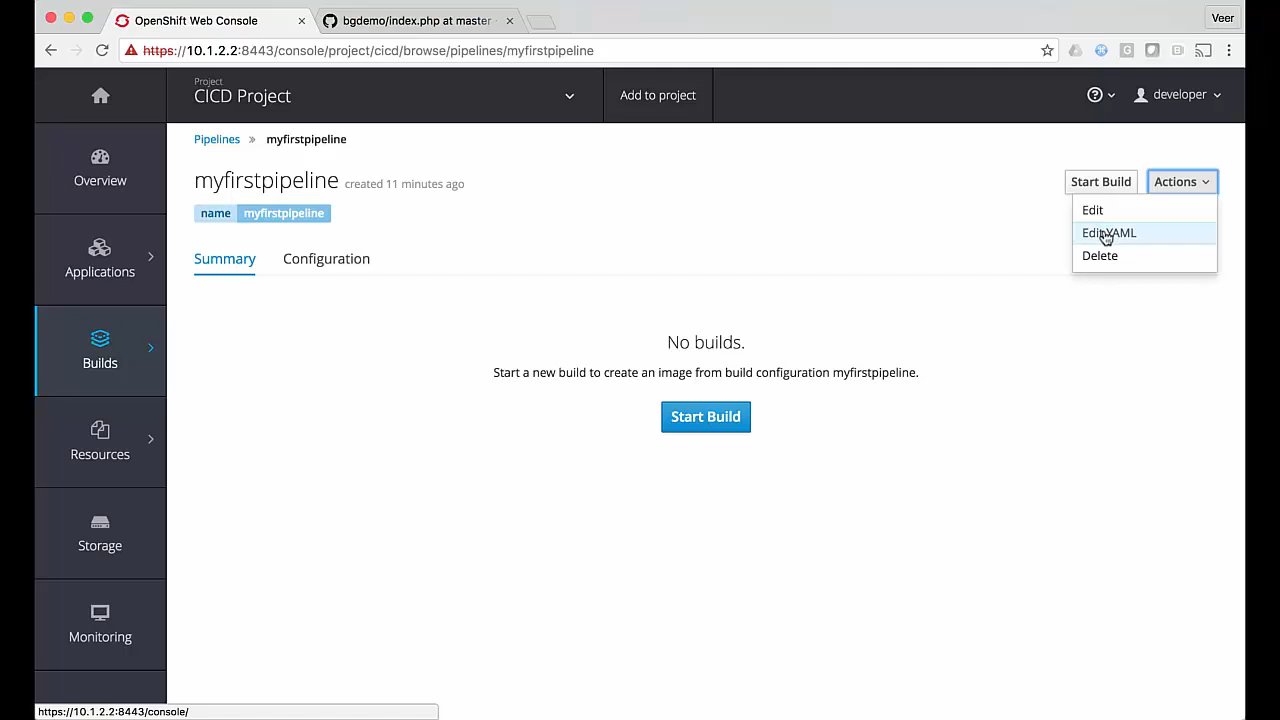 OpenShift Web Console
bgdemo/index.php at master
Veer
https://10.1.2.2:8443/console/project/cicd/browse/pipelines/myfirstpipeline
Project
CICD Project
Add to project
developer
Overview
Applications
Builds
Resources
Storage
Monitoring
Pipelines » myfirstpipeline
myfirstpipeline created 11 minutes ago
name myfirstpipeline
Start Build
Actions
Edit
Edit YAML
Delete
Summary
Configuration
No builds.
Start a new build to create an image from build configuration myfirstpipeline.
Start Build
https://10.1.2.2:8443/console/